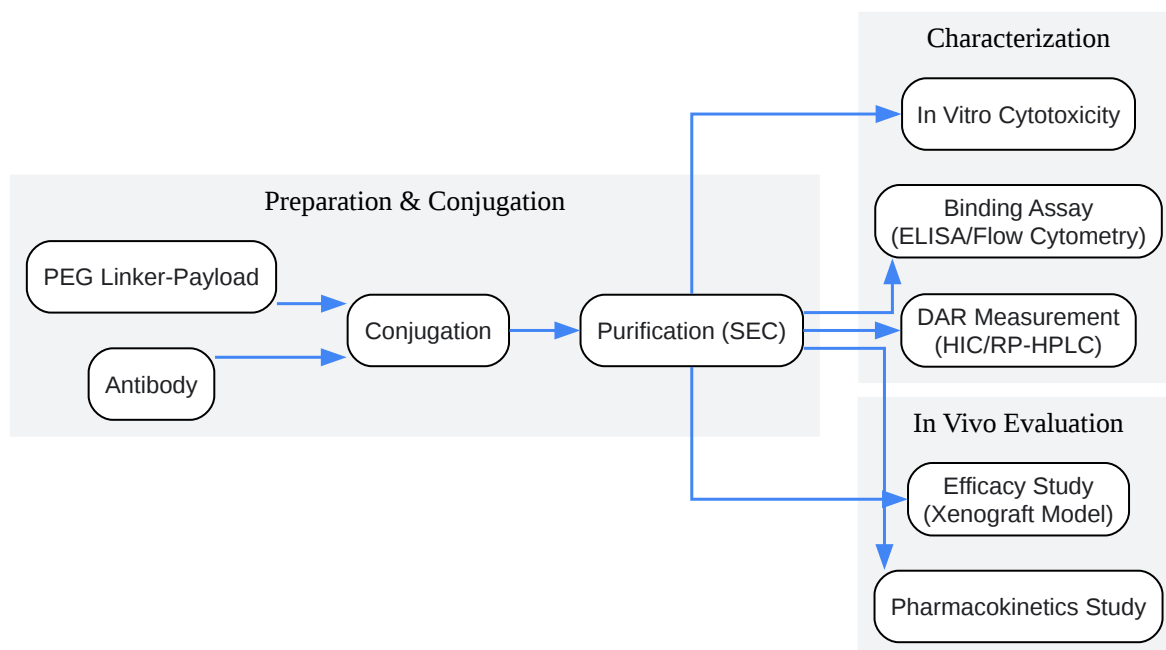 Preparation & Conjugation
PEG Linker-Payload
Antibody
Conjugation
Purification (SEC)
Characterization
In Vitro Cytotoxicity
Binding Assay
(ELISA/Flow Cytometry)
DAR Measurement
(HIC/RP-HPLC)
In Vivo Evaluation
Efficacy Study
(Xenograft Model)
Pharmacokinetics Study